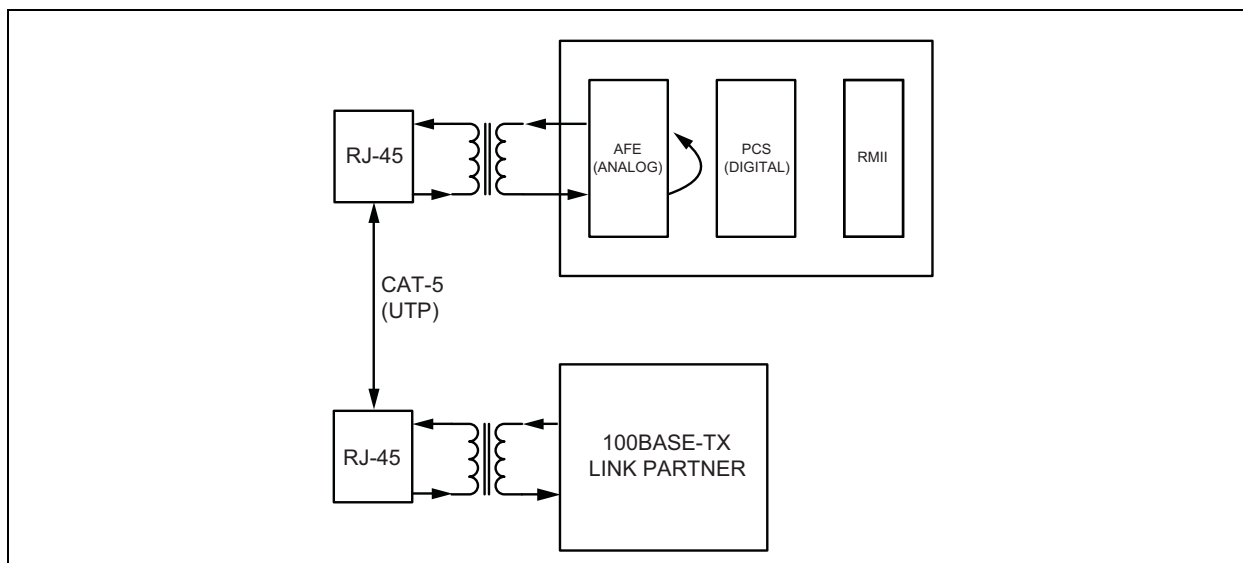 RJ-45
AFE
(ANALOG)
PCS
(DIGITAL)
RMII
CAT-5
(UTP)
RJ-45
100BASE-TX
LINK PARTNER